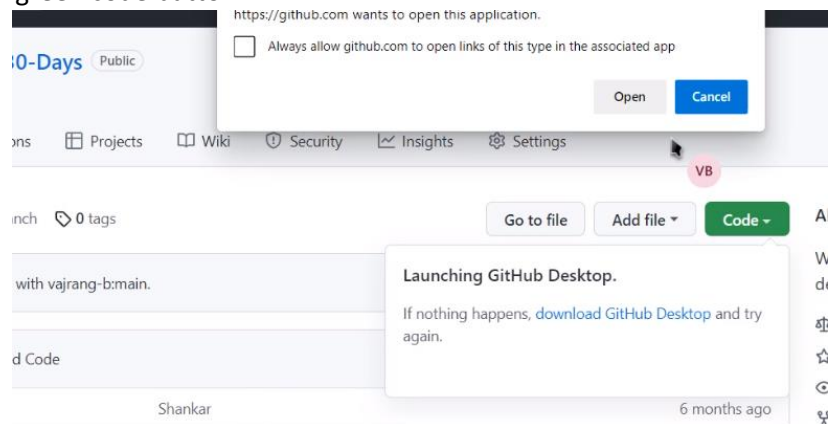 https://github.com wants to open this application.
Always allow github.com to open links of this type in the associated app
0-Days Public
Open Cancel
Projects Wiki Security Insights Settings
VB
0 tags Go to file Add file Code
with vajrang-b:main.
Launching GitHub Desktop.
If nothing happens, download GitHub Desktop and try
again.
d Code
Shankar 6 months ago